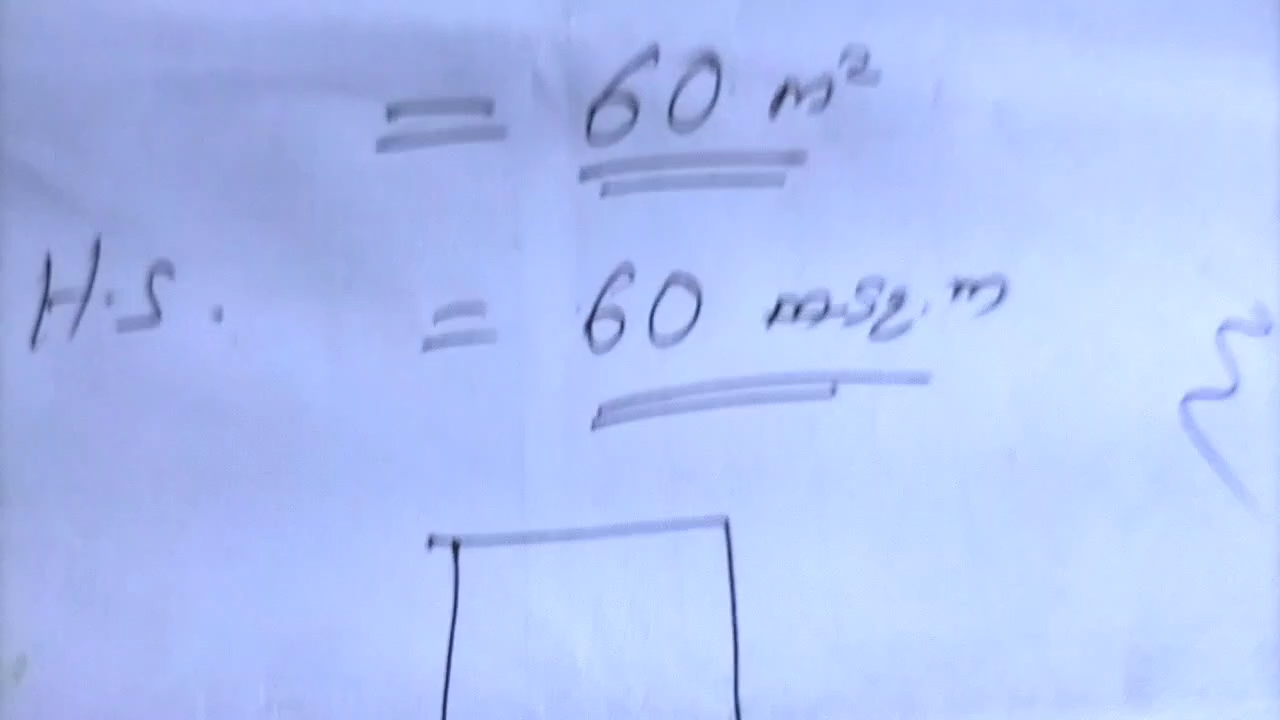 = 60 m²
H.S. = 60 sq.m